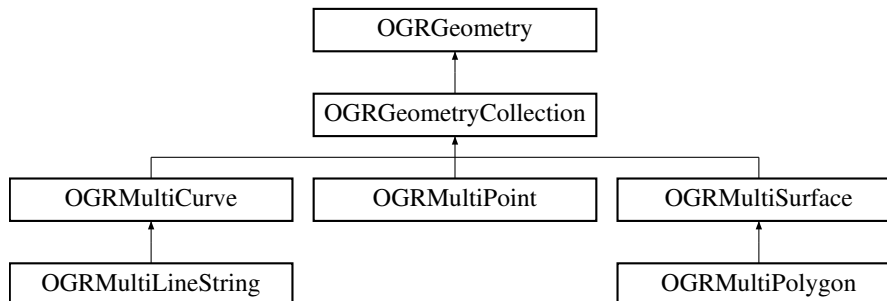 OGRGeometry
OGRGeometryCollection
OGRMultiCurve
OGRMultiPoint
OGRMultiSurface
OGRMultiLineString
OGRMultiPolygon